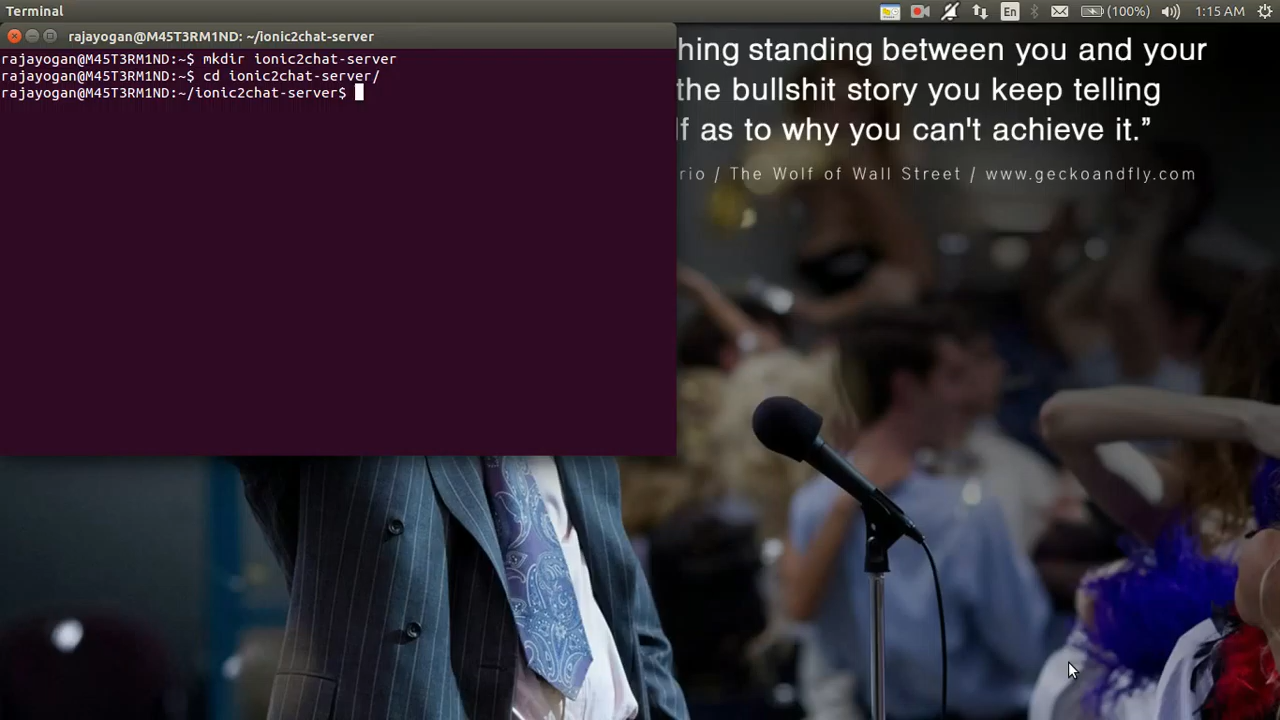 Terminal
En
(100%)
1:15 AM
rajayogan@M45T3RM1ND: ~/ionic2chat-server
rajayogan@M45T3RM1ND:~$ mkdir ionic2chat-server
rajayogan@M45T3RM1ND:~$ cd ionic2chat-server/
rajayogan@M45T3RM1ND:~/ionic2chat-server$
hing standing between you and your
the bullshit story you keep telling
lf as to why you can't achieve it.”
rio / The Wolf of Wall Street / www.geckoandfly.com